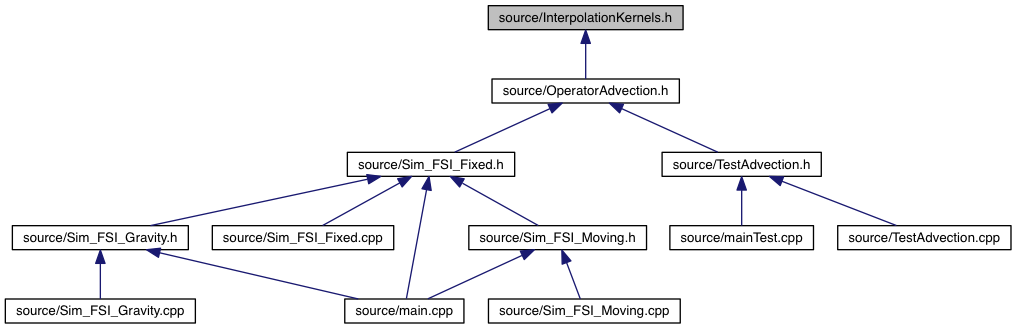 source/InterpolationKernels.h
source/OperatorAdvection.h
source/Sim_FSI_Fixed.h
source/TestAdvection.h
source/Sim_FSI_Gravity.h
source/Sim_FSI_Fixed.cpp
source/Sim_FSI_Moving.h
source/mainTest.cpp
source/TestAdvection.cpp
source/Sim_FSI_Gravity.cpp
source/main.cpp
source/Sim_FSI_Moving.cpp